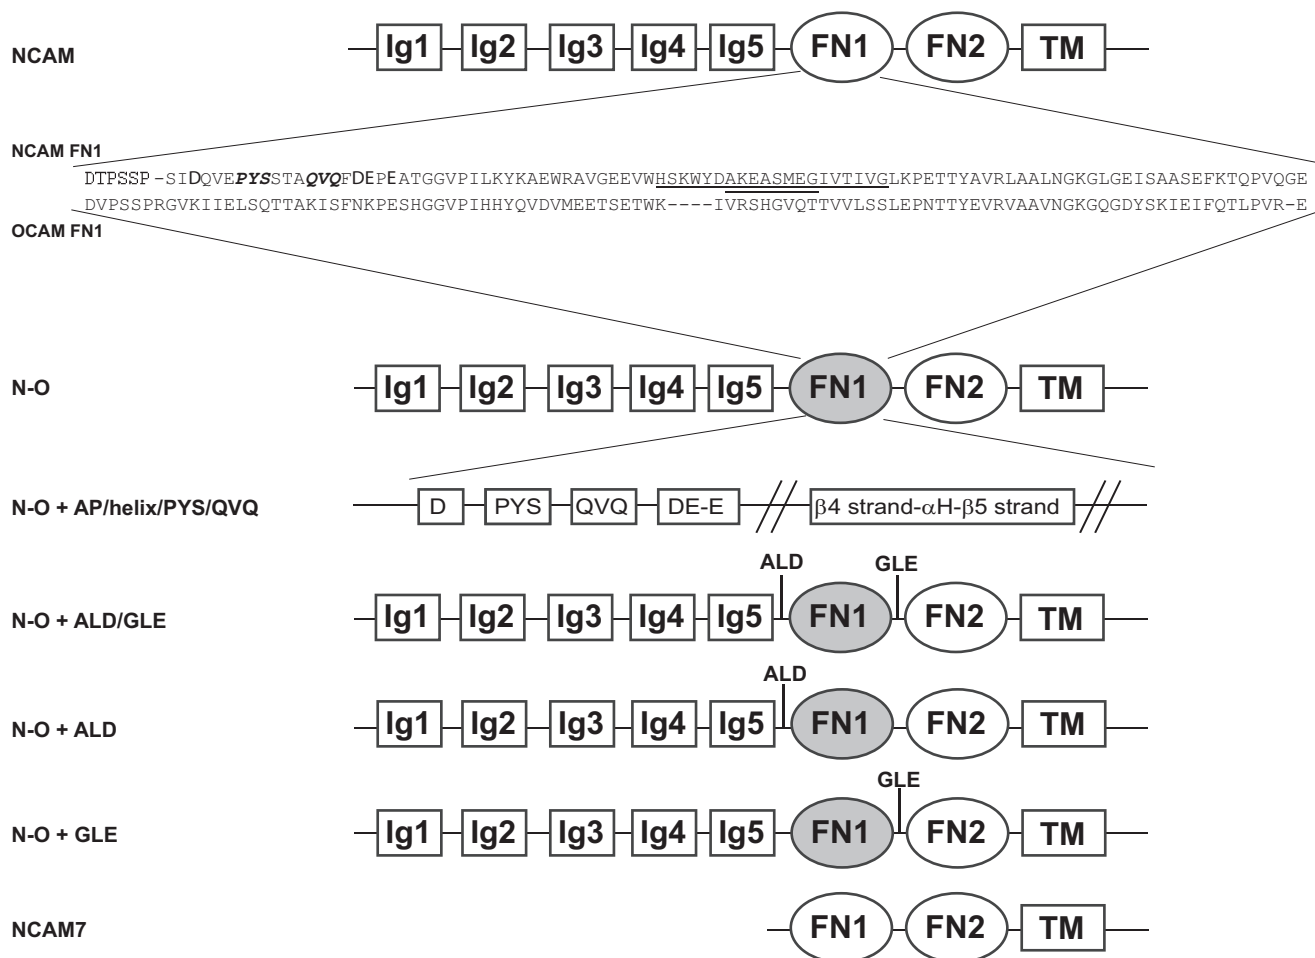 NCAM Ig1 Ig2 Ig3 Ig4 Ig5 FN1 FN2 TM
NCAM FN1
DTPSSP-SIDQVEPYSSTAQVQFDEPEATGGVPILKYKAEWRAVGEEVWHSKWYDAKEASMEGIVTIVGLKPETTYAVRLAALNGKGLGEISAASEFKTQPVQGE
DVPSSPRGVKIIELSQTTAKISFNKPESHGGVPIHHYQVDVMEETSETWK----IVRSHGVQTTVVLSSLEPNTTYEVRVAAVNGKGQGDYSKIEIFQTLPVR-E
OCAM FN1
N-O Ig1 Ig2 Ig3 Ig4 Ig5 FN1 FN2 TM
N-O + AP/helix/PYS/QVQ D PYS QVQ DE-E β4 strand-αH-β5 strand
ALD GLE
N-O + ALD/GLE Ig1 Ig2 Ig3 Ig4 Ig5 FN1 FN2 TM
ALD
N-O + ALD Ig1 Ig2 Ig3 Ig4 Ig5 FN1 FN2 TM
GLE
N-O + GLE Ig1 Ig2 Ig3 Ig4 Ig5 FN1 FN2 TM
NCAM7 FN1 FN2 TM